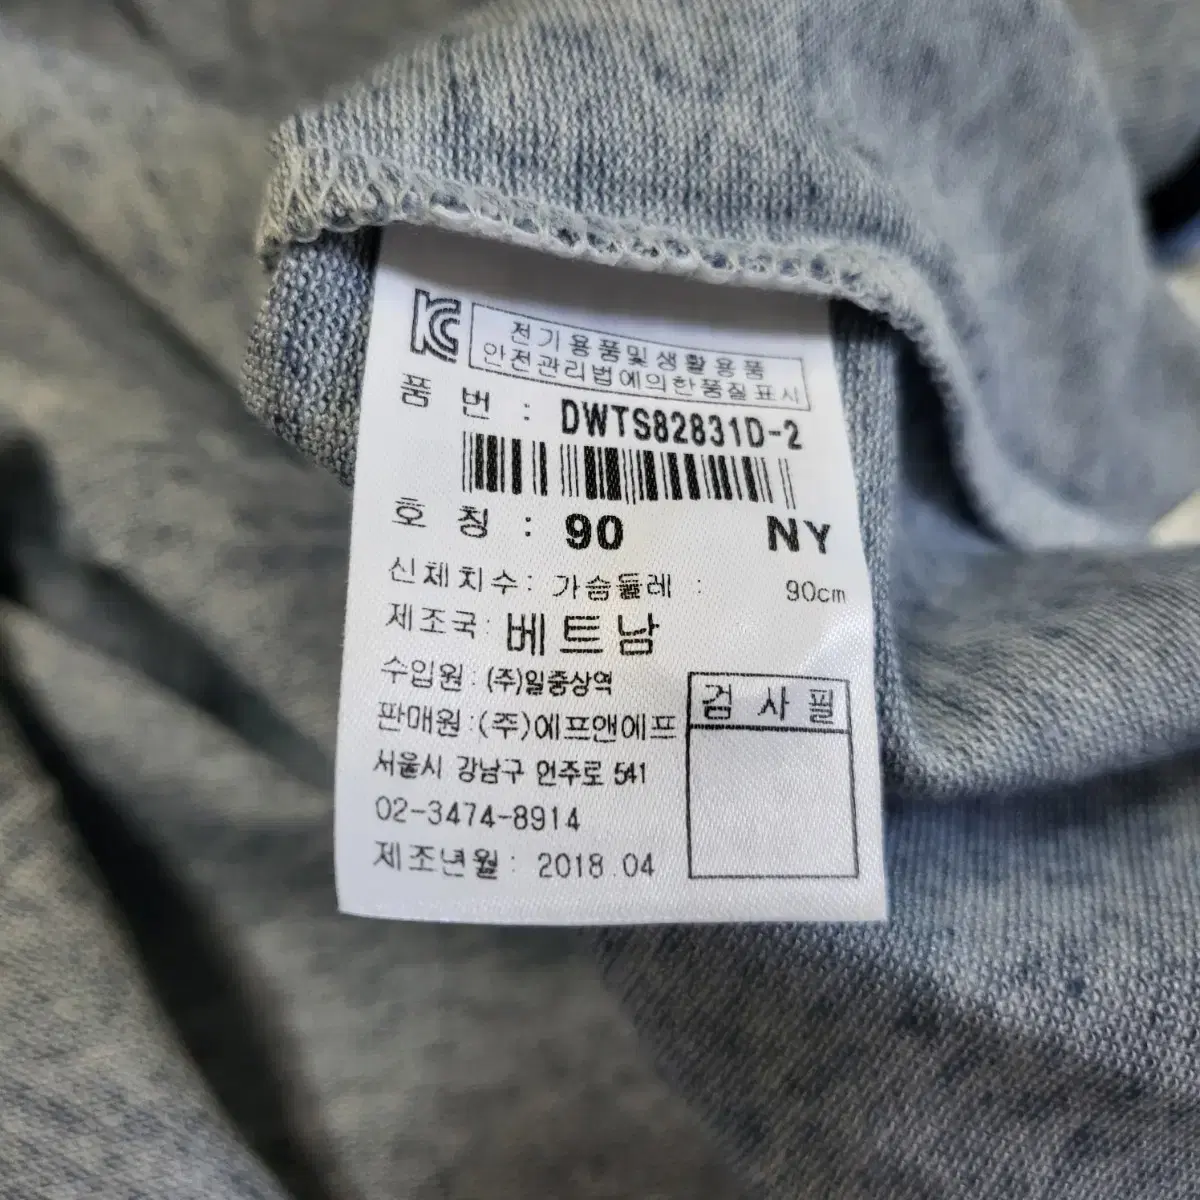 KC 전기용품및생활용품
안전관리법에의한품질표시
품 번 : DWTS82831D-2
호 칭 : 90 NY
신체치수: 가슴둘레 : 90cm
제조국: 베트남
수입원 : (주)일중상역
판매원 :(주)에프앤에프
서울시 강남구 언주로 541
02-3474-8914
제조년월 : 2018.04
검 사 필